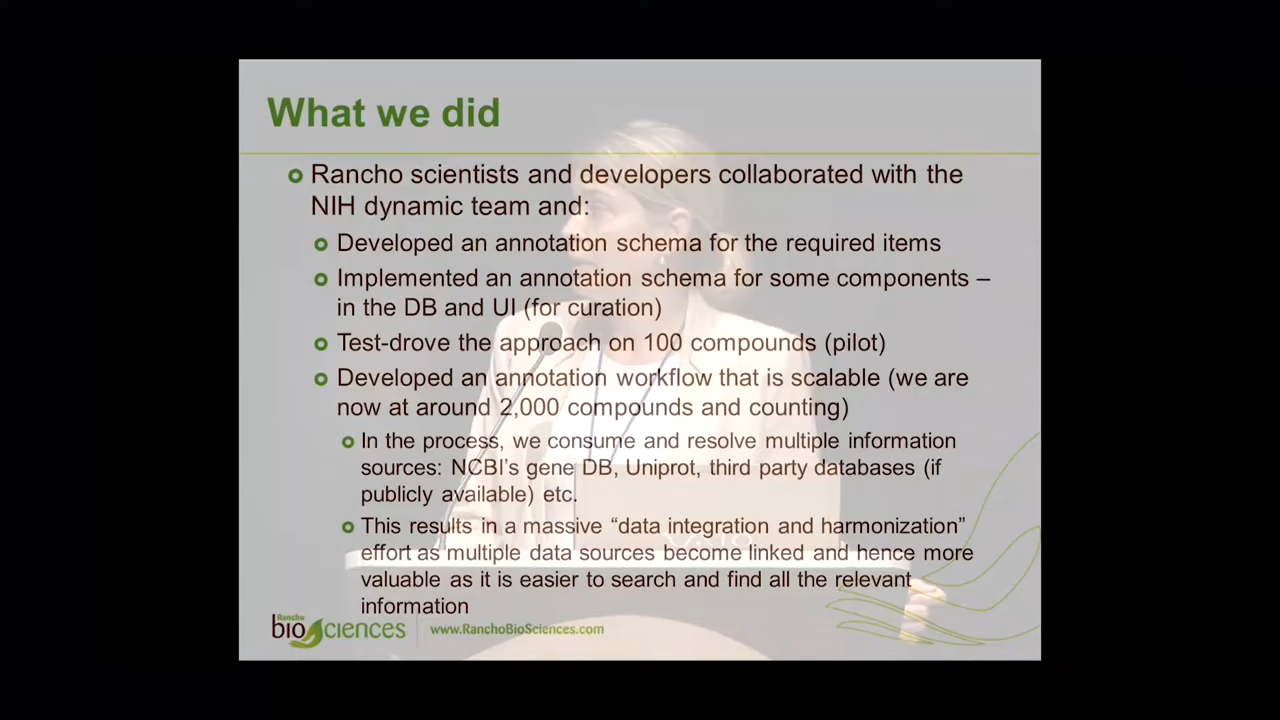 What we did
Rancho scientists and developers collaborated with the
NIH dynamic team and:
Developed an annotation schema for the required items
Implemented an annotation schema for some components –
in the DB and UI (for curation)
Test-drove the approach on 100 compounds (pilot)
Developed an annotation workflow that is scalable (we are
now at around 2,000 compounds and counting)
In the process, we consume and resolve multiple information
sources: NCBI's gene DB, Uniprot, third party databases (if
publicly available) etc.
This results in a massive “data integration and harmonization”
effort as multiple data sources become linked and hence more
valuable as it is easier to search and find all the relevant
information
Rancho
bioSciences
www.RanchoBioSciences.com
VAIO